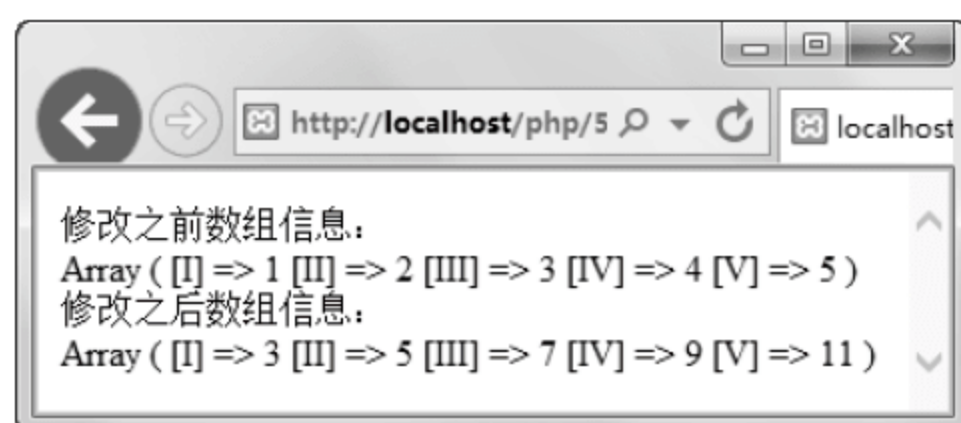 http://localhost/php/5
localhost
修改之前数组信息：
Array ( [I] => 1 [II] => 2 [III] => 3 [IV] => 4 [V] => 5 )
修改之后数组信息：
Array ( [I] => 3 [II] => 5 [III] => 7 [IV] => 9 [V] => 11 )